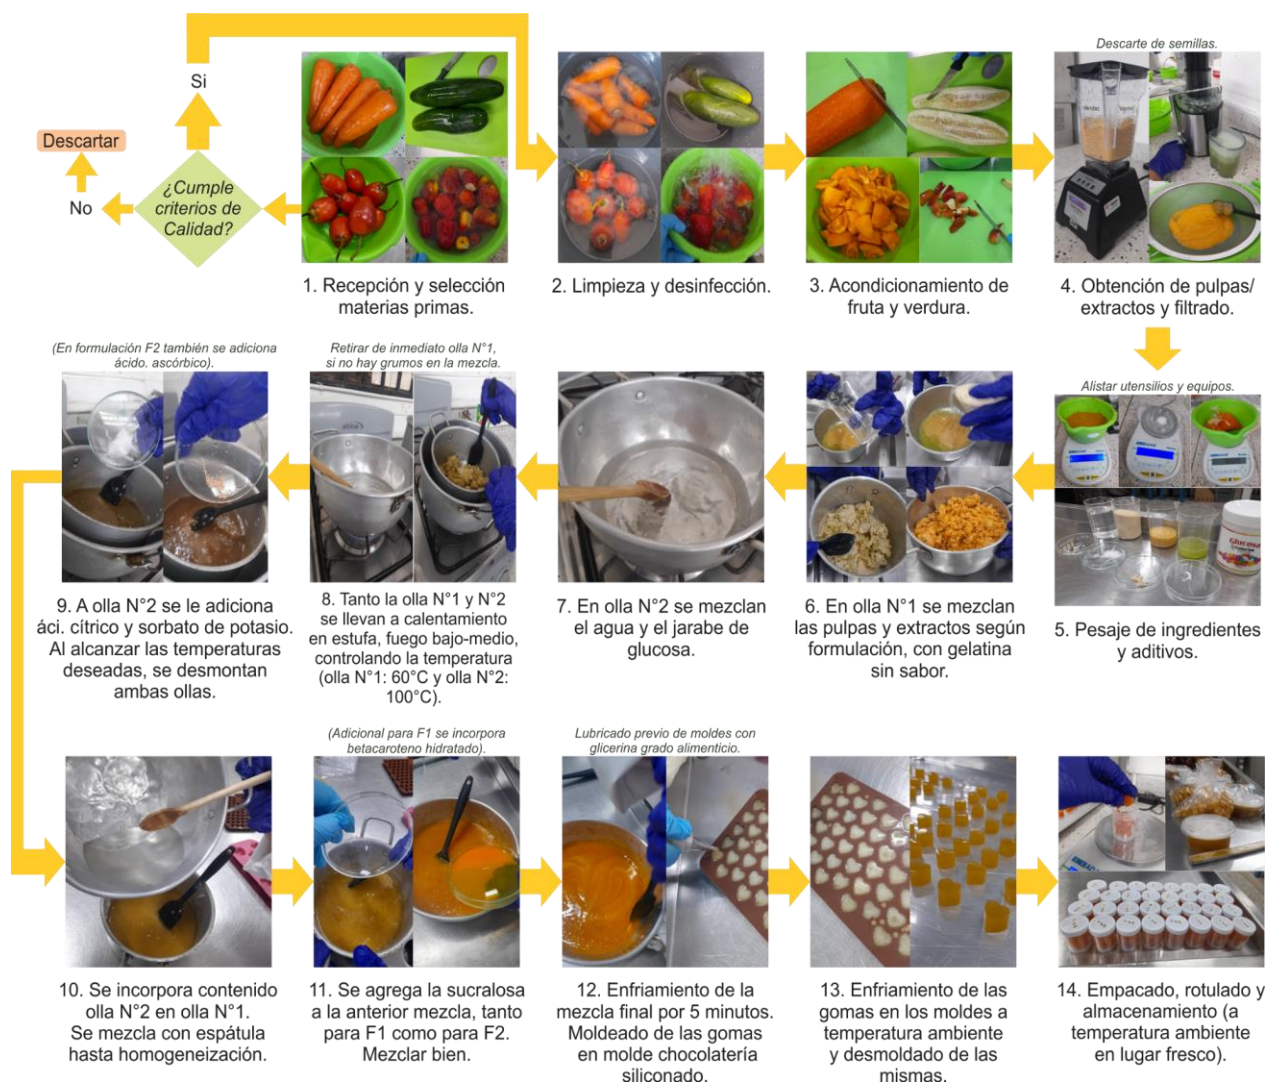 Descarte de semillas.
Si
Descartar
No
¿Cumple
criterios de
Calidad?
1. Recepción y selección
materias primas.
2. Limpieza y desinfección.
3. Acondicionamiento de
fruta y verdura.
4. Obtención de pulpas/
extractos y filtrado.
(En formulación F2 también se adiciona
ácido. ascórbico).
Retirar de inmediato olla N°1,
si no hay grumos en la mezcla.
Alistar utensilios y equipos.
Glucosa
9. A olla N°2 se le adiciona
áci. cítrico y sorbato de potasio.
Al alcanzar las temperaturas
deseadas, se desmontan
ambas ollas.
8. Tanto la olla N°1 y N°2
se llevan a calentamiento
en estufa, fuego bajo-medio,
controlando la temperatura
(olla N°1: 60°C y olla N°2:
100°C).
7. En olla N°2 se mezclan
el agua y el jarabe de
glucosa.
6. En olla N°1 se mezclan
las pulpas y extractos según
formulación, con gelatina
sin sabor.
5. Pesaje de ingredientes
y aditivos.
(Adicional para F1 se incorpora
betacaroteno hidratado).
Lubricado previo de moldes con
glicerina grado alimenticio.
10. Se incorpora contenido
olla N°2 en olla N°1.
Se mezcla con espátula
hasta homogeneización.
11. Se agrega la sucralosa
a la anterior mezcla, tanto
para F1 como para F2.
Mezclar bien.
12. Enfriamiento de la
mezcla final por 5 minutos.
Moldeado de las gomas
en molde chocolatería
siliconado.
13. Enfriamiento de las
gomas en los moldes a
temperatura ambiente
y desmoldado de las
mismas.
14. Empacado, rotulado y
almacenamiento (a
temperatura ambiente
en lugar fresco).